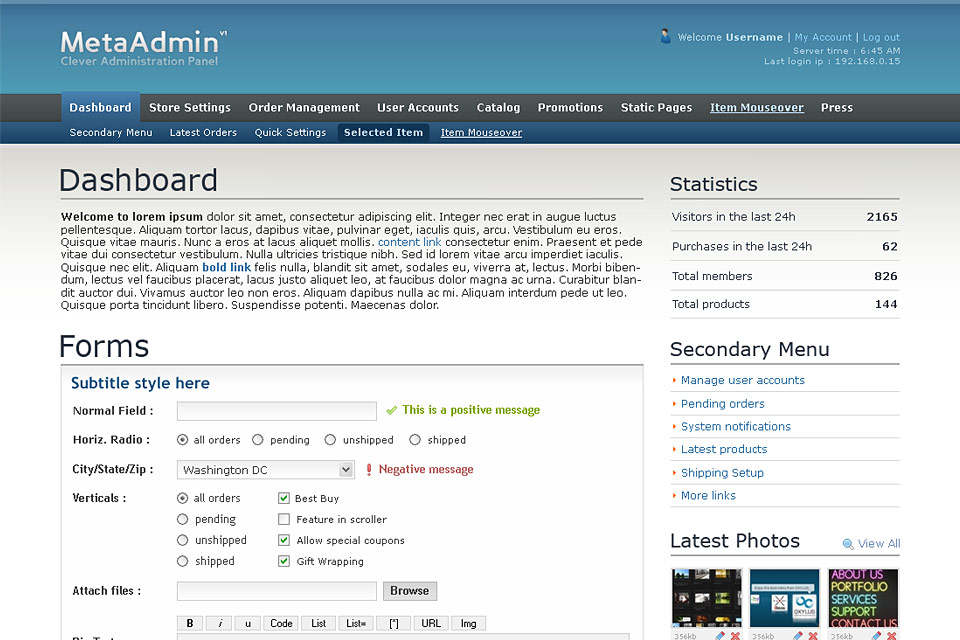 MetaAdmin v1
Clever Administration Panel
Welcome Username | My Account | Log out
Server time : 6:45 AM
Last login ip : 192.168.0.15
Dashboard Store Settings Order Management User Accounts Catalog Promotions Static Pages Item Mouseover Press
Secondary Menu Latest Orders Quick Settings Selected Item Item Mouseover
Dashboard
Welcome to lorem ipsum dolor sit amet, consectetur adipiscing elit. Integer nec erat in augue luctus
pellentesque. Aliquam tortor lacus, dapibus vitae, pulvinar eget, iaculis quis, arcu. Vestibulum eu eros.
Quisque vitae mauris. Nunc a eros at lacus aliquet mollis. content link consectetur enim. Praesent et pede
vitae dui consectetur vestibulum. Nulla ultricies tristique nibh. Sed id lorem vitae arcu imperdiet iaculis.
Quisque nec elit. Aliquam bold link felis nulla, blandit sit amet, sodales eu, viverra at, lectus. Morbi biben-
dum, lectus vel faucibus placerat, lacus justo aliquet leo, at faucibus dolor magna ac urna. Curabitur blan-
dit auctor dui. Vivamus auctor leo non eros. Aliquam dapibus nulla ac mi. Aliquam interdum pede ut leo.
Quisque porta tincidunt libero. Suspendisse potenti. Maecenas dolor.
Forms
Subtitle style here
Normal Field : This is a positive message
Horiz. Radio : all orders pending unshipped shipped
City/State/Zip : Washington DC Negative message
Verticals : all orders Best Buy
pending Feature in scroller
unshipped Allow special coupons
shipped Gift Wrapping
Attach files : Browse
B i u Code List List= ["] URL Img
Statistics
Visitors in the last 24h 2165
Purchases in the last 24h 62
Total members 826
Total products 144
Secondary Menu
Manage user accounts
Pending orders
System notifications
Latest products
Shipping Setup
More links
Latest Photos View All
ABOUT US
PORTFOLIO
SERVICES
SUPPORT
CONTACT US
OXYLUS
356kb 356kb 356kb